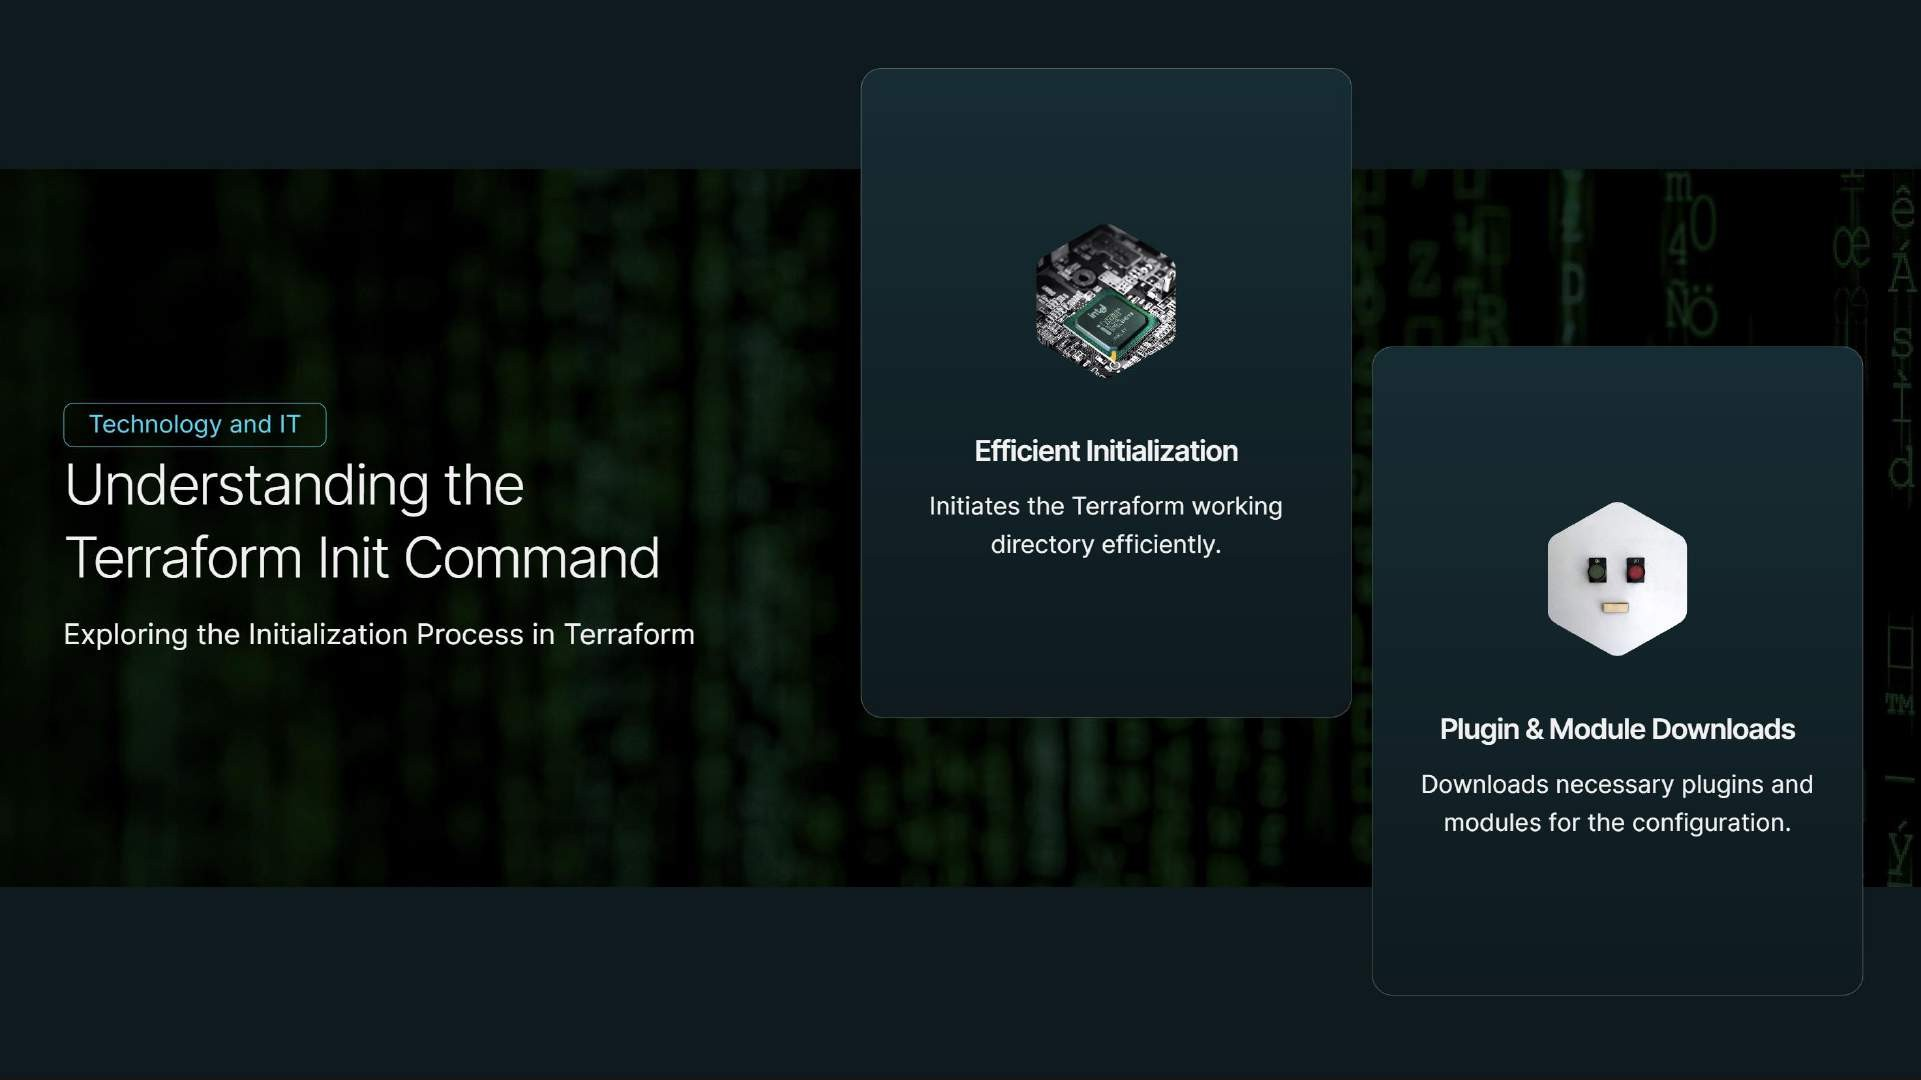 Technology and IT
Understanding the
Terraform Init Command
Exploring the Initialization Process in Terraform
intel
Efficient Initialization
Initiates the Terraform working
directory efficiently.
Plugin & Module Downloads
Downloads necessary plugins and
modules for the configuration.